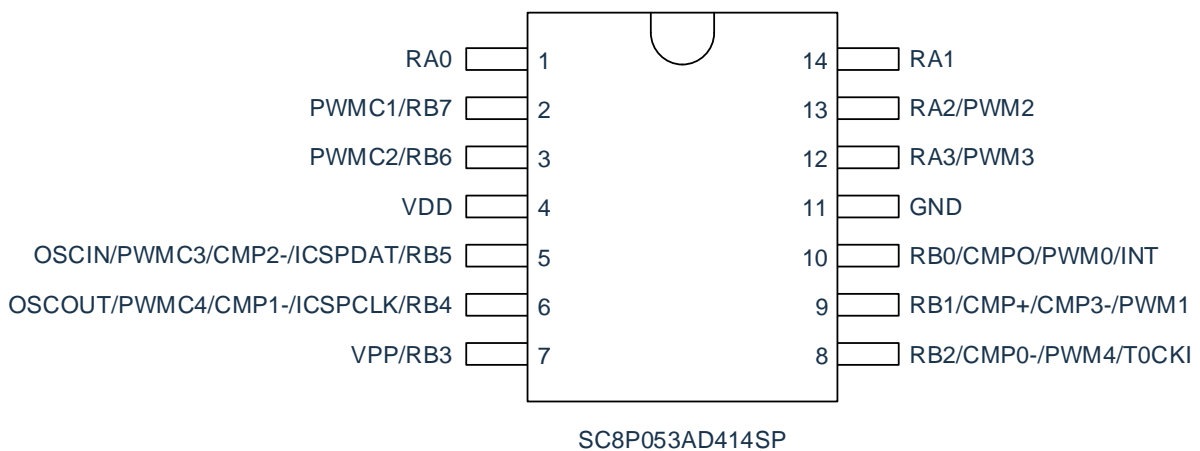 RA0 1 14 RA1
PWMC1/RB7 2 13 RA2/PWM2
PWMC2/RB6 3 12 RA3/PWM3
VDD 4 11 GND
OSCIN/PWMC3/CMP2-/ICSPDAT/RB5 5 10 RB0/CMPO/PWM0/INT
OSCOUT/PWMC4/CMP1-/ICSPCLK/RB4 6 9 RB1/CMP+/CMP3-/PWM1
VPP/RB3 7 8 RB2/CMP0-/PWM4/T0CKI
SC8P053AD414SP